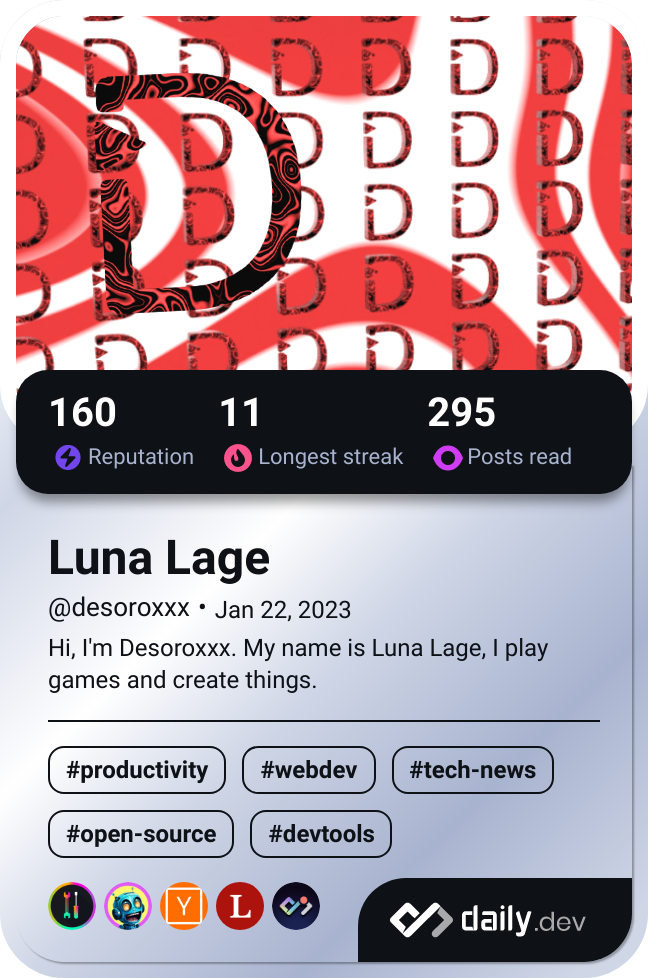 D
160 11 295
Reputation Longest streak Posts read
Luna Lage
@desoroxxx • Jan 22, 2023
Hi, I'm Desoroxxx. My name is Luna Lage, I play
games and create things.
#productivity #webdev #tech-news
#open-source #devtools
Y L
daily.dev